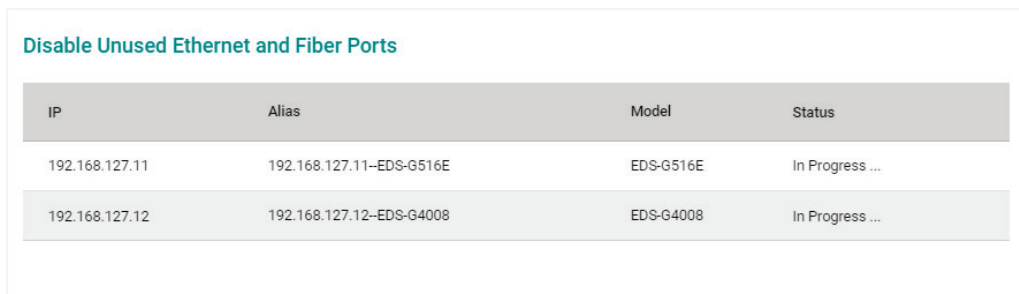 Disable Unused Ethernet and Fiber Ports
IP Alias Model Status
192.168.127.11 192.168.127.11--EDS-G516E EDS-G516E In Progress ...
192.168.127.12 192.168.127.12--EDS-G4008 EDS-G4008 In Progress ...